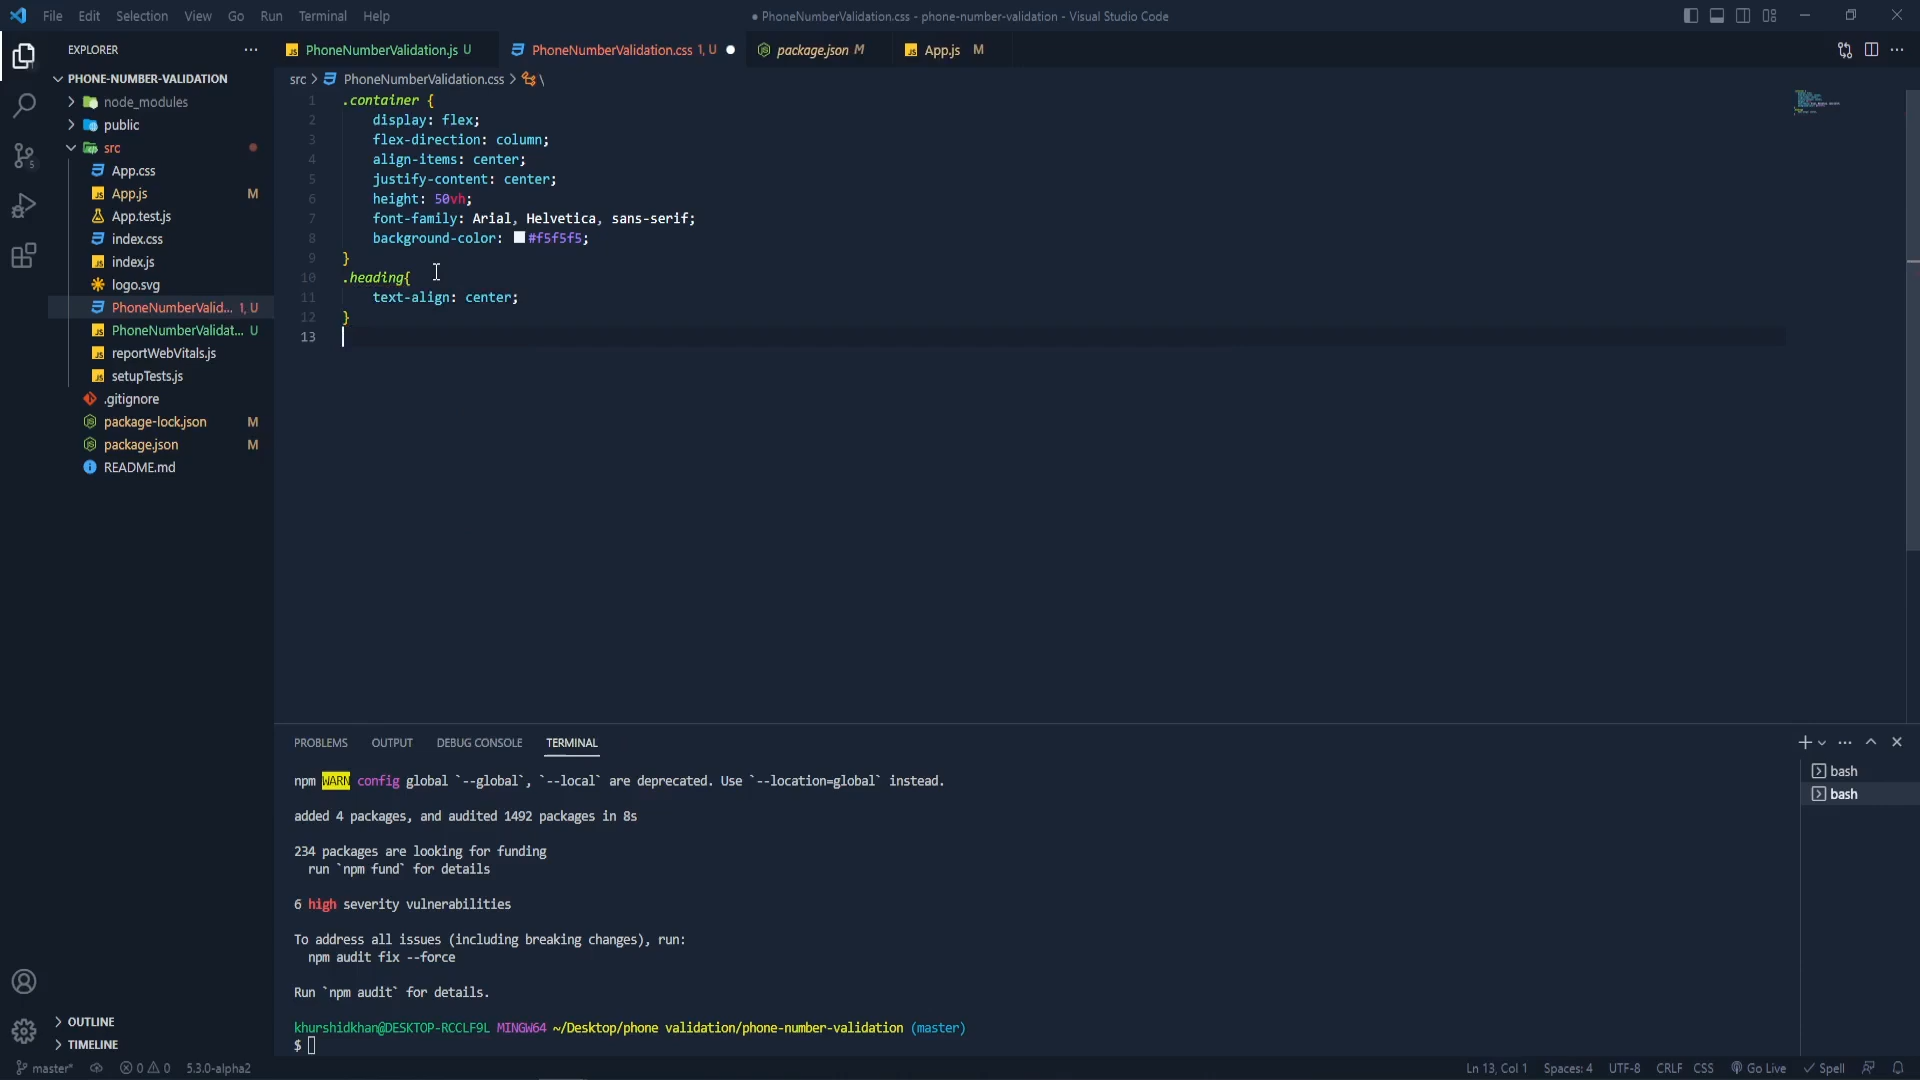 File Edit Selection View Go Run Terminal Help
● PhoneNumberValidation.css - phone-number-validation - Visual Studio Code
EXPLORER
PhoneNumberValidation.js U
PhoneNumberValidation.css 1, U
package.json M
App.js M
PHONE-NUMBER-VALIDATION
node_modules
public
src
App.css
App.js M
App.test.js
index.css
index.js
logo.svg
PhoneNumberValid... 1, U
PhoneNumberValidat... U
reportWebVitals.js
setupTests.js
.gitignore
package-lock.json M
package.json M
README.md
OUTLINE
TIMELINE
src > PhoneNumberValidation.css > \
1 .container {
2 display: flex;
3 flex-direction: column;
4 align-items: center;
5 justify-content: center;
6 height: 50vh;
7 font-family: Arial, Helvetica, sans-serif;
8 background-color: #f5f5f5;
9 }
10 .heading{
11 text-align: center;
12 }
13
PROBLEMS OUTPUT DEBUG CONSOLE TERMINAL
bash
bash
npm WARN config global `--global`, `--local` are deprecated. Use `--location=global` instead.
added 4 packages, and audited 1492 packages in 8s
234 packages are looking for funding
run `npm fund` for details
6 high severity vulnerabilities
To address all issues (including breaking changes), run:
npm audit fix --force
Run `npm audit` for details.
khurshidkhan@DESKTOP-RCCLF9L MINGW64 ~/Desktop/phone validation/phone-number-validation (master)
$
5
master* 0 0 5.3.0-alpha2
Ln 13, Col 1 Spaces: 4 UTF-8 CRLF CSS Go Live Spell